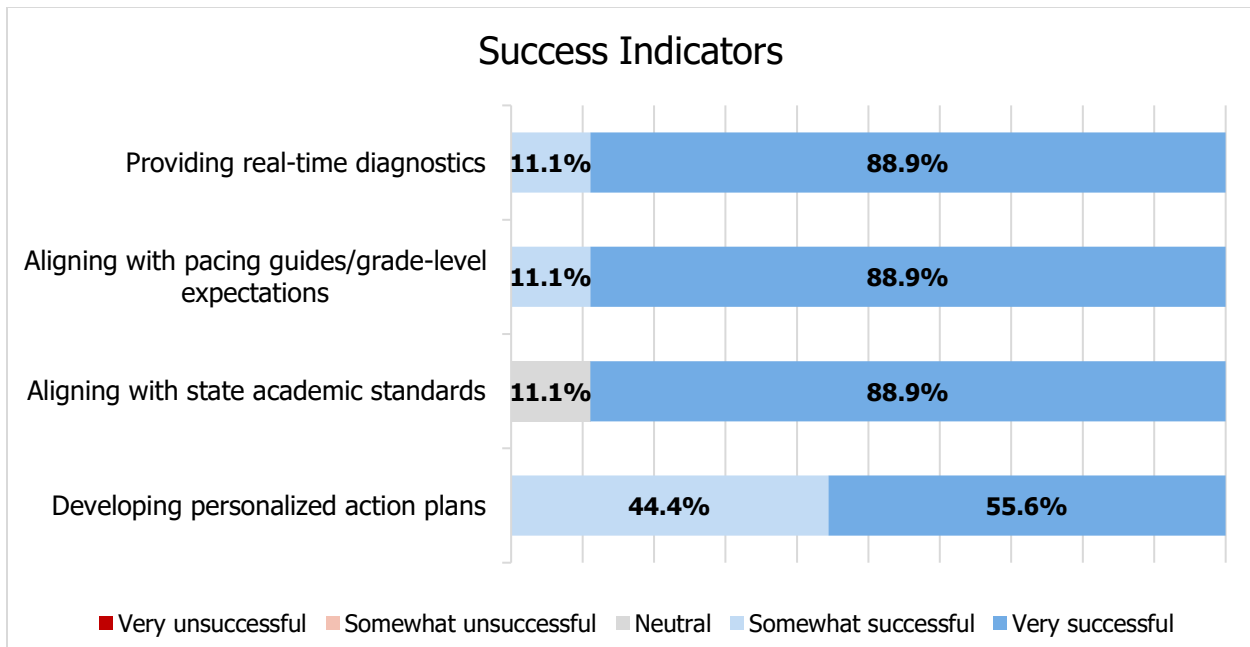 Success Indicators
Providing real-time diagnostics
11.1%
88.9%
Aligning with pacing guides/grade-level
expectations
11.1%
88.9%
Aligning with state academic standards
11.1%
88.9%
Developing personalized action plans
44.4%
55.6%
Very unsuccessful
Somewhat unsuccessful
Neutral
Somewhat successful
Very successful